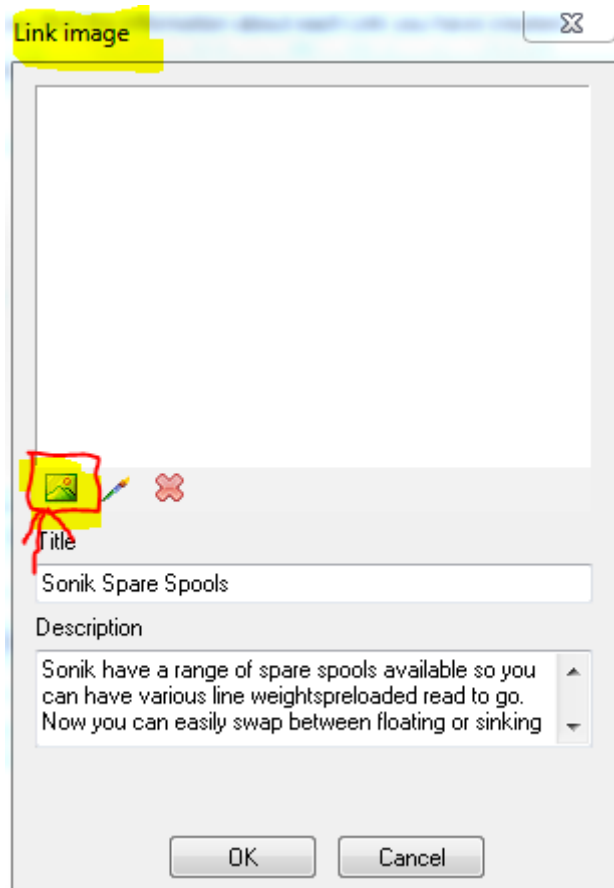 Link image
Title
Sonik Spare Spools
Description
Sonik have a range of spare spools available so you
can have various line weightspreloaded read to go.
Now you can easily swap between floating or sinking
OK
Cancel